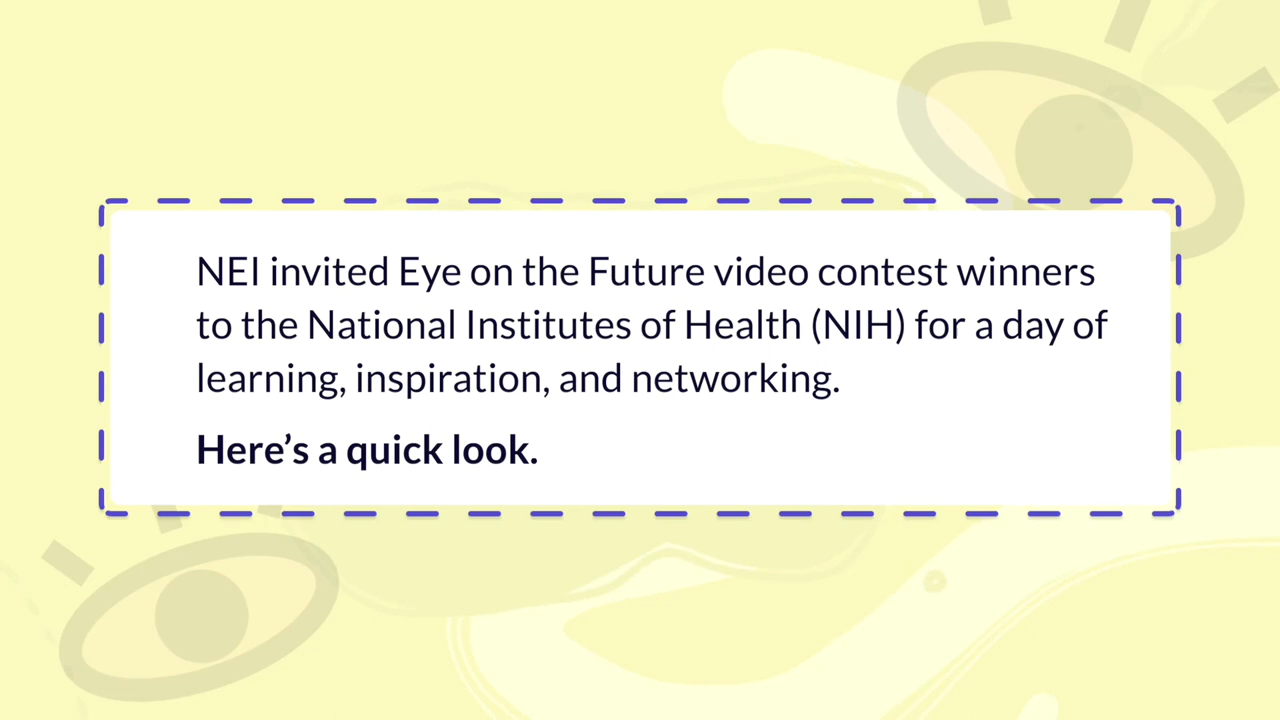 NEI invited Eye on the Future video contest winners
to the National Institutes of Health (NIH) for a day of
learning, inspiration, and networking.
Here’s a quick look.